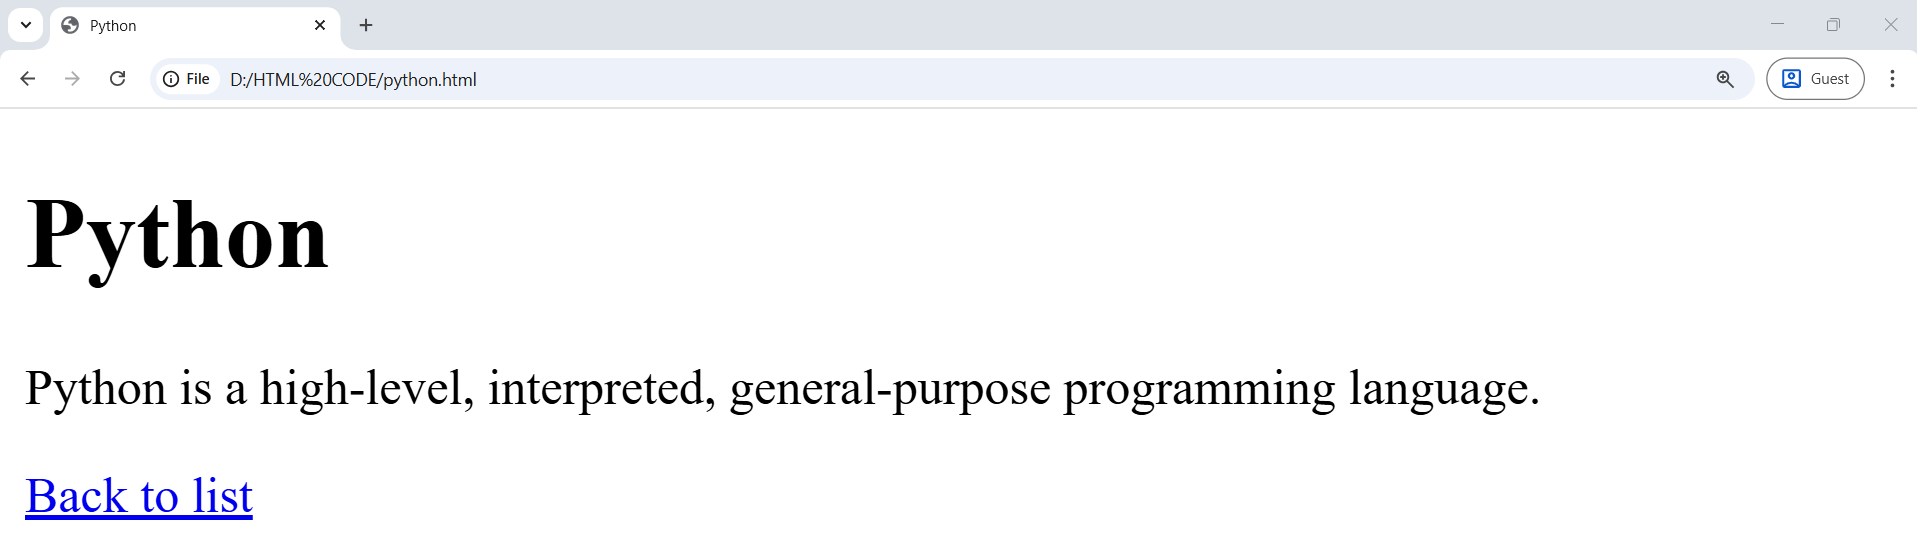 Python
File D:/HTML%20CODE/python.html
Guest
Python
Python is a high-level, interpreted, general-purpose programming language.
Back to list